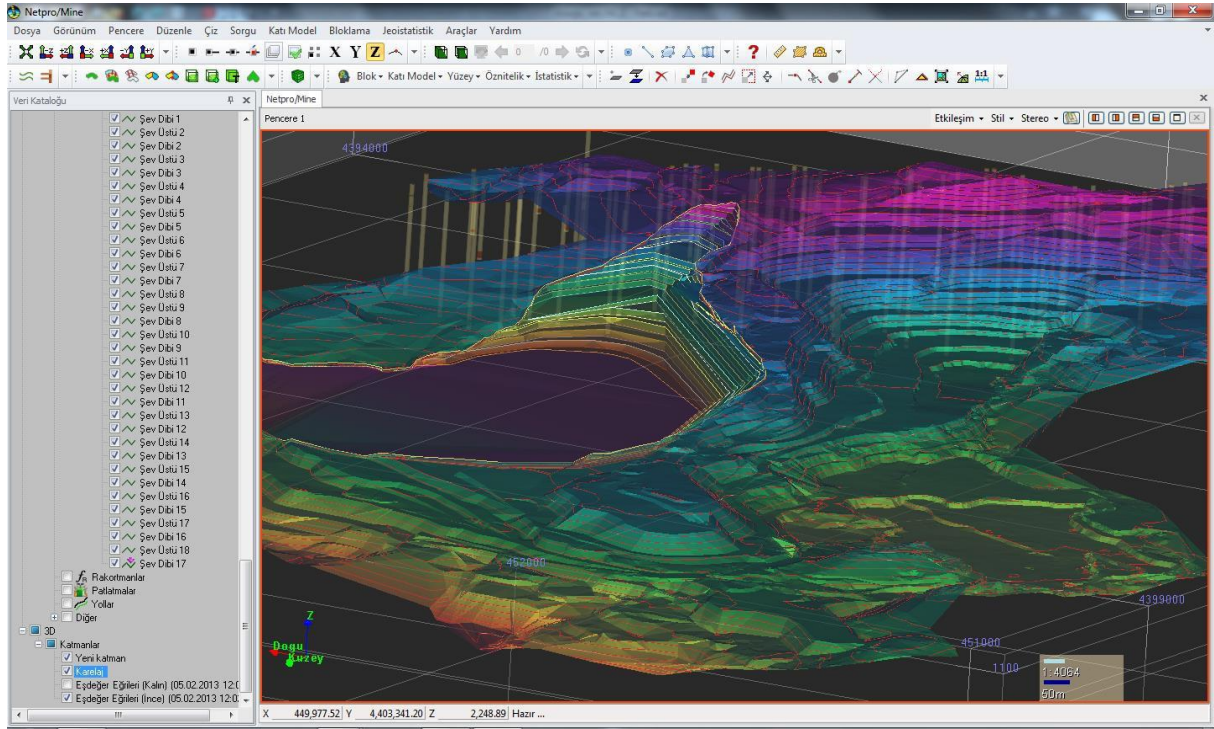 Netpro/Mine
Dosya Görünüm Pencere Düzenle Çiz Sorgu Katı Model Bloklama Jeoistatistik Araçlar Yardım
X Y Z 0 /0 ?
Blok Katı Model Yüzey Öznitelik İstatistik 1:1
Veri Kataloğu
Netpro/Mine
Pencere 1
Etkileşim Stil Stereo
Şev Dibi 1
Şev Üstü 2
Şev Dibi 2
Şev Üstü 3
Şev Dibi 3
Şev Üstü 4
Şev Dibi 4
Şev Üstü 5
Şev Dibi 5
Şev Üstü 6
Şev Dibi 6
Şev Üstü 7
Şev Dibi 7
Şev Üstü 8
Şev Üstü 9
Şev Dibi 8
Şev Üstü 10
Şev Dibi 9
Şev Üstü 11
Şev Dibi 10
Şev Üstü 12
Şev Dibi 11
Şev Üstü 13
Şev Dibi 12
Şev Üstü 14
Şev Dibi 13
Şev Üstü 15
Şev Dibi 14
Şev Üstü 16
Şev Dibi 15
Şev Üstü 17
Şev Dibi 16
Şev Üstü 18
Şev Dibi 17
Rakortmanlar
Patlatmalar
Yollar
Diğer
3D
Katmanlar
Yeni katman
Karelaj
Eşdeğer Eğrileri (Kalın) (05.02.2013 12:0
Eşdeğer Eğrileri (İnce) (05.02.2013 12:0
4394000
452000
4399000
451000
1100
Z
Dogu
Kuzey
1:4064
50m
X 449,977.52 Y 4,403,341.20 Z 2,248.89 Hazır ...